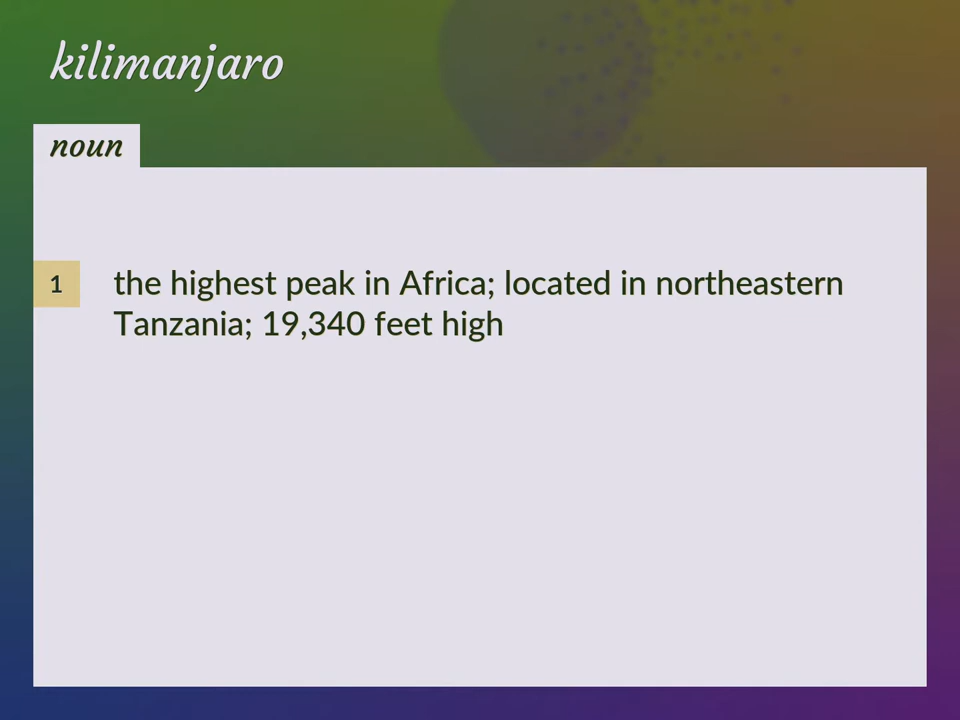 kilimanjaro
noun
1
the highest peak in Africa; located in northeastern
Tanzania; 19,340 feet high